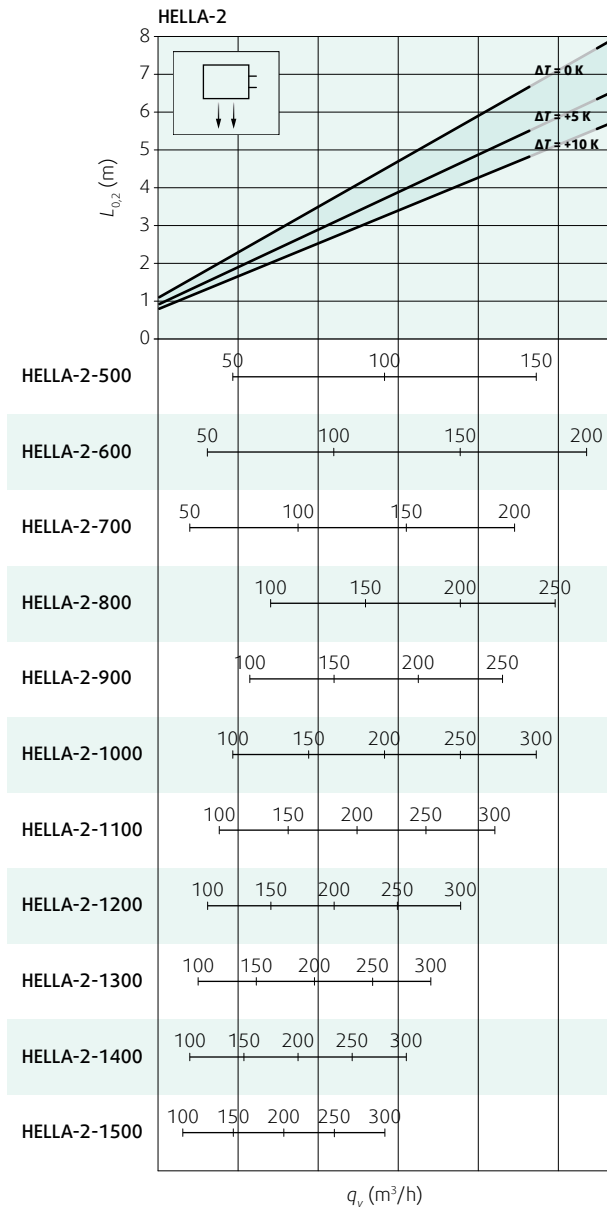 HELLA-2
8
7
6
5
4
3
2
1
0
L0,2 (m)
ΔT = 0 K
ΔT = +5 K
ΔT = +10 K
HELLA-2-500 50 100 150
HELLA-2-600 50 100 150 200
HELLA-2-700 50 100 150 200
HELLA-2-800 100 150 200 250
HELLA-2-900 100 150 200 250
HELLA-2-1000 100 150 200 250 300
HELLA-2-1100 100 150 200 250 300
HELLA-2-1200 100 150 200 250 300
HELLA-2-1300 100 150 200 250 300
HELLA-2-1400 100 150 200 250 300
HELLA-2-1500 100 150 200 250 300
qv (m³/h)